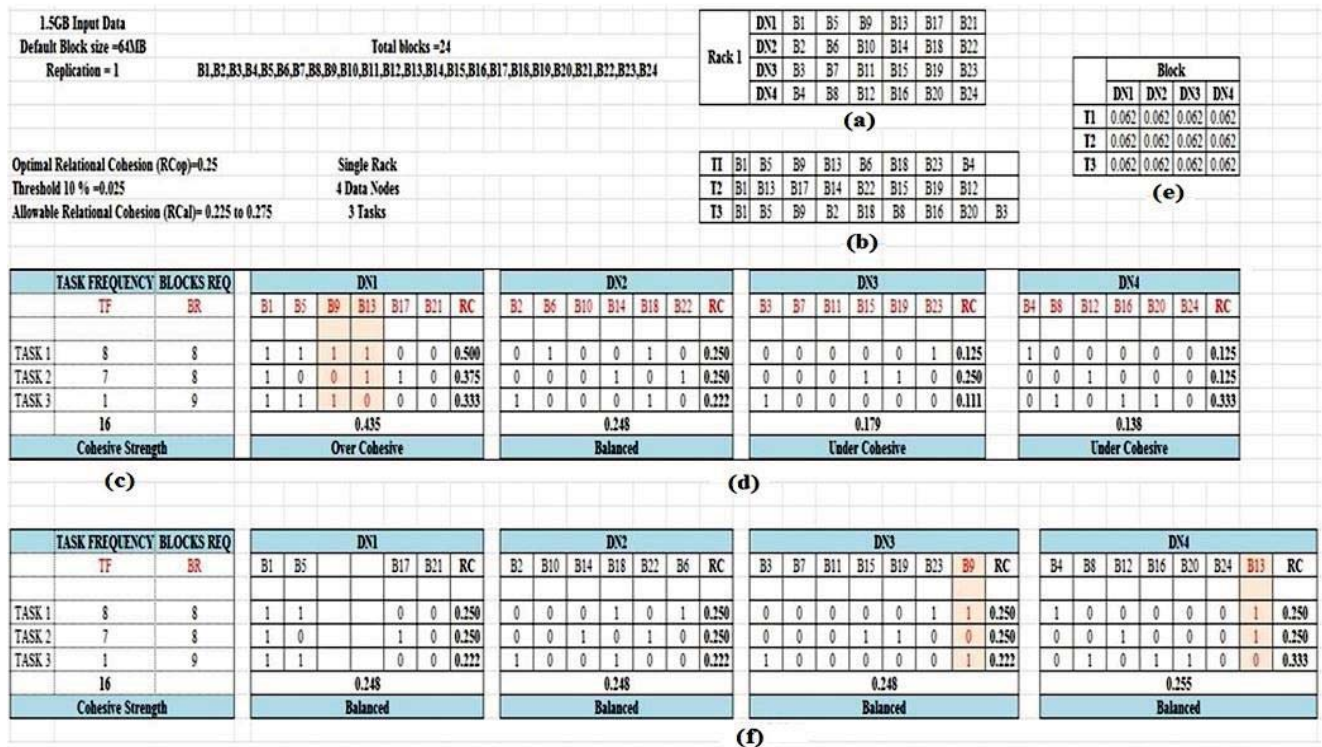 1.5GB Input Data
Default Block size =64MB Total blocks =24
Replication = 1 B1,B2,B3,B4,B5,B6,B7,B8,B9,B10,B11,B12,B13,B14,B15,B16,B17,B18,B19,B20,B21,B22,B23,B24
Rack 1
DN1 B1 B5 B9 B13 B17 B21
DN2 B2 B6 B10 B14 B18 B22
DN3 B3 B7 B11 B15 B19 B23
DN4 B4 B8 B12 B16 B20 B24
(a)
Block
DN1 DN2 DN3 DN4
T1 0.062 0.062 0.062 0.062
T2 0.062 0.062 0.062 0.062
T3 0.062 0.062 0.062 0.062
(e)
Optimal Relational Cohesion (RCop)=0.25 Single Rack
Threshold 10 % =0.025 4 Data Nodes
Allowable Relational Cohesion (RCal)= 0.225 to 0.275 3 Tasks
T1 B1 B5 B9 B13 B6 B18 B23 B4
T2 B1 B13 B17 B14 B22 B15 B19 B12
T3 B1 B5 B9 B2 B18 B8 B16 B20 B3
(b)
TASK FREQUENCY BLOCKS REQ DN1 DN2 DN3 DN4
TF BR B1 B5 B9 B13 B17 B21 RC B2 B6 B10 B14 B18 B22 RC B3 B7 B11 B15 B19 B23 RC B4 B8 B12 B16 B20 B24 RC
TASK 1 8 8 1 1 1 1 0 0 0.500 0 1 0 0 1 0 0.250 0 0 0 0 0 1 0.125 1 0 0 0 0 0 0.125
TASK 2 7 8 1 0 0 1 1 0 0.375 0 0 0 1 0 1 0.250 0 0 0 1 1 0 0.250 0 0 1 0 0 0 0.125
TASK 3 1 9 1 1 1 0 0 0 0.333 1 0 0 0 1 0 0.222 1 0 0 0 0 0 0.111 0 1 0 1 1 0 0.333
16 0.435 0.248 0.179 0.138
Cohesive Strength Over Cohesive Balanced Under Cohesive Under Cohesive
(c) (d)
TASK FREQUENCY BLOCKS REQ DN1 DN2 DN3 DN4
TF BR B1 B5 B17 B21 RC B2 B10 B14 B18 B22 B6 RC B3 B7 B11 B15 B19 B23 B9 RC B4 B8 B12 B16 B20 B24 B13 RC
TASK 1 8 8 1 1 0 0 0.250 0 0 0 1 0 1 0.250 0 0 0 0 0 1 1 0.250 1 0 0 0 0 0 1 0.250
TASK 2 7 8 1 0 1 0 0.250 0 0 1 0 1 0 0.250 0 0 0 1 1 0 0 0.250 0 0 1 0 0 0 1 0.250
TASK 3 1 9 1 1 0 0 0.222 1 0 0 1 0 0 0.222 1 0 0 0 0 0 1 0.222 0 1 0 1 1 0 0 0.333
16 0.248 0.248 0.248 0.255
Cohesive Strength Balanced Balanced Balanced Balanced
(f)